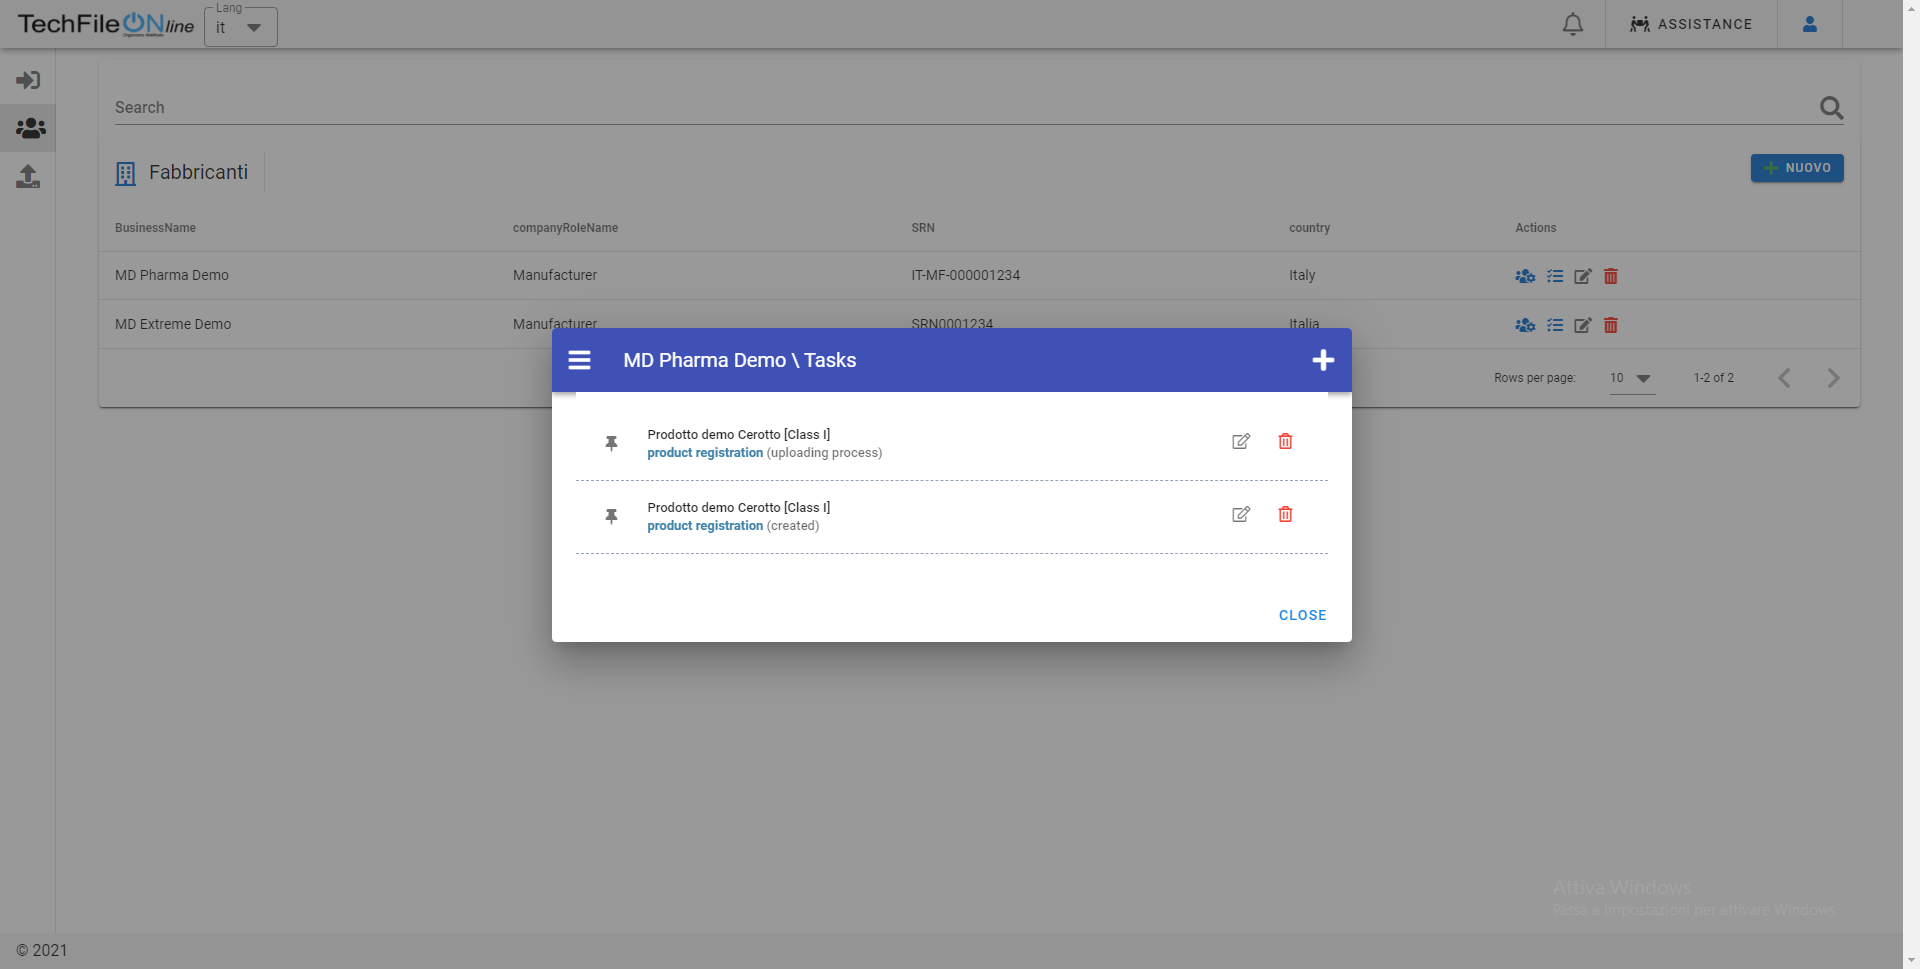 TechFileONline
Lang
it
ASSISTANCE
Search
Fabbricanti
NUOVO
BusinessName companyRoleName SRN country Actions
MD Pharma Demo Manufacturer IT-MF-000001234 Italy
MD Extreme Demo Manufacturer SRN0001234 Italia
Rows per page: 10 1-2 of 2
MD Pharma Demo \ Tasks
Prodotto demo Cerotto [Class I]
product registration (uploading process)
Prodotto demo Cerotto [Class I]
product registration (created)
CLOSE
Attiva Windows
Passa a Impostazioni per attivare Windows.
© 2021